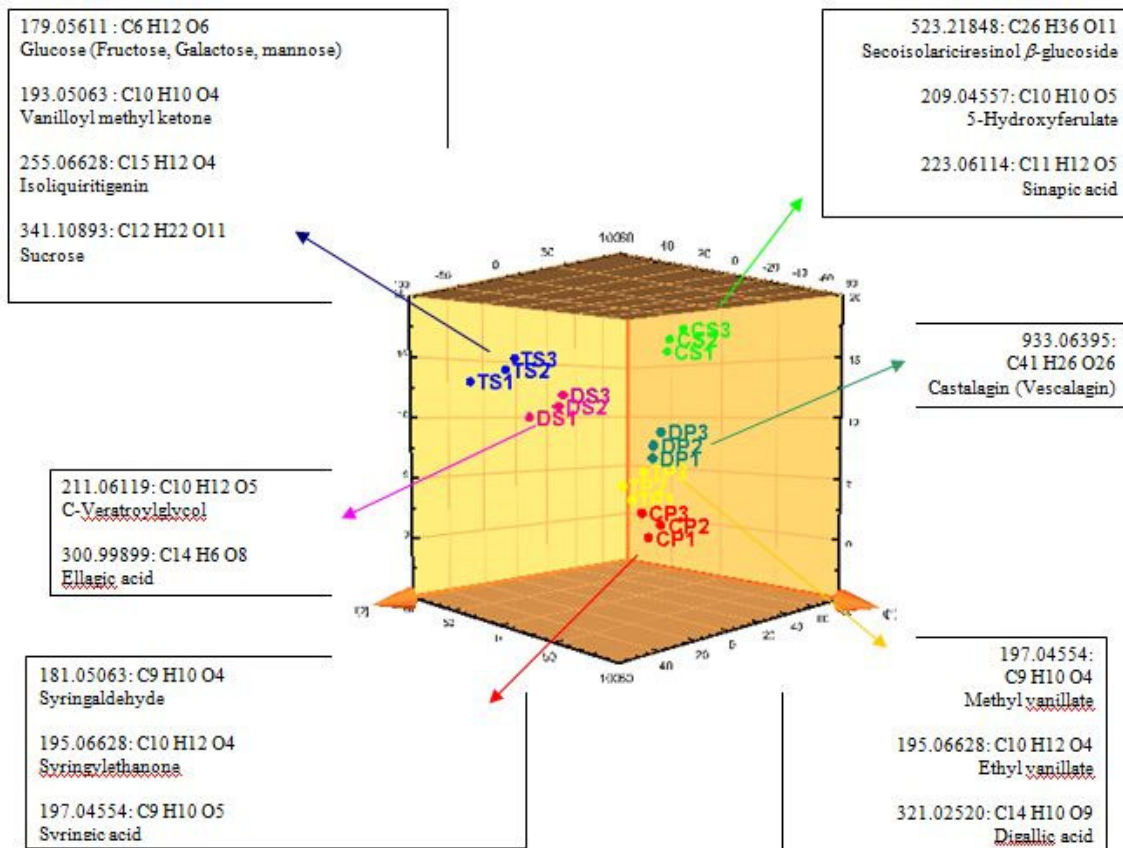 179.05611 : C6 H12 O6
Glucose (Fructose, Galactose, mannose)
193.05063 : C10 H10 O4
Vanilloyl methyl ketone
255.06628: C15 H12 O4
Isoliquiritigenin
341.10893: C12 H22 O11
Sucrose
523.21848: C26 H36 O11
Secoisolariciresinol β-glucoside
209.04557: C10 H10 O5
5-Hydroxyferulate
223.06114: C11 H12 O5
Sinapic acid
933.06395:
C41 H26 O26
Castalagin (Vescalagin)
TS3
TS2
TS1
DS3
DS2
DS1
CS3
CS2
CS1
DP3
DP2
DP1
CP3
CP2
CP1
211.06119: C10 H12 O5
C-Veratroylglycol
300.99899: C14 H6 O8
Ellagic acid
181.05063: C9 H10 O4
Syringaldehyde
195.06628: C10 H12 O4
Syringylethanone
197.04554: C9 H10 O5
Syringic acid
197.04554:
C9 H10 O4
Methyl vanillate
195.06628: C10 H12 O4
Ethyl vanillate
321.02520: C14 H10 O9
Digallic acid